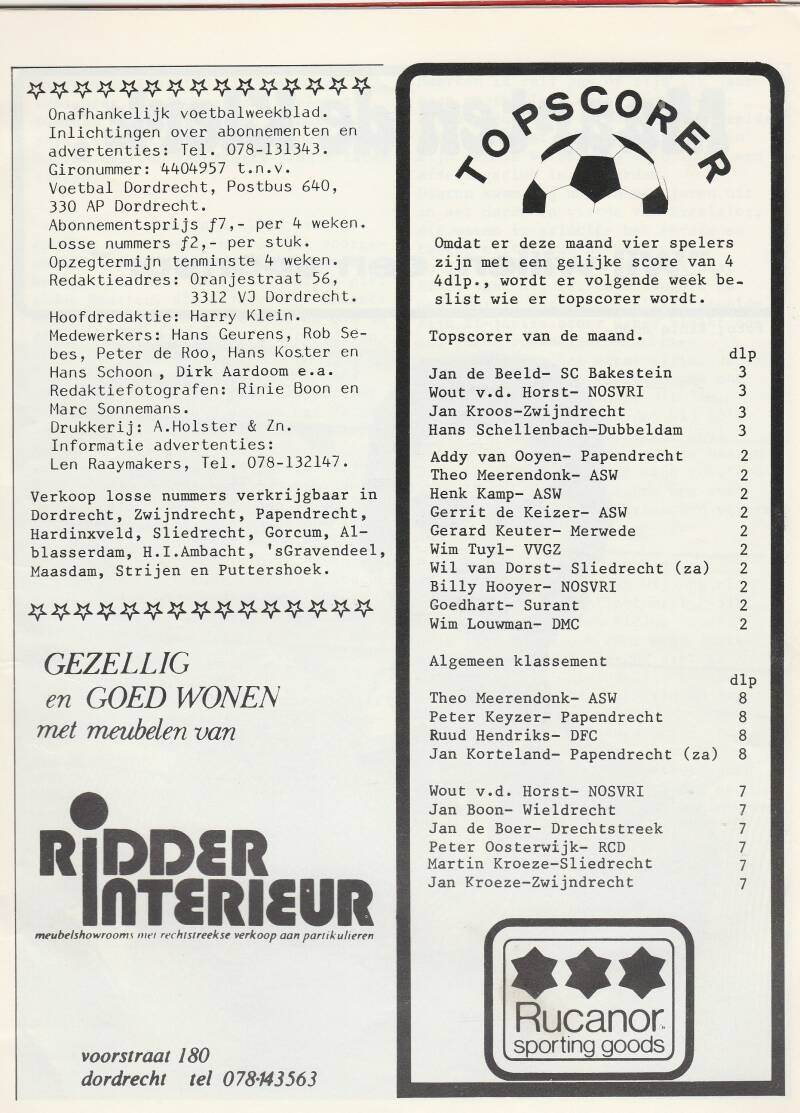 Onafhankelijk voetbalweekblad.
Inlichtingen over abonnementen en
advertenties: Tel. 078-131343.
Gironummer: 4404957 t.n.v.
Voetbal Dordrecht, Postbus 640,
330 AP Dordrecht.
Abonnementsprijs ƒ7,- per 4 weken.
Losse nummers ƒ2,- per stuk.
Opzegtermijn tenminste 4 weken.
Redaktieadres: Oranjestraat 56,
3312 VJ Dordrecht.
Hoofdredaktie: Harry Klein.
Medewerkers: Hans Geurens, Rob Se-
bes, Peter de Roo, Hans Koster en
Hans Schoon, Dirk Aardoom e.a.
Redaktiefotografen: Rinie Boon en
Marc Sonnemans.
Drukkerij: A.Holster & Zn.
Informatie advertenties:
Len Raaymakers, Tel. 078-132147.
Verkoop losse nummers verkrijgbaar in
Dordrecht, Zwijndrecht, Papendrecht,
Hardinxveld, Sliedrecht, Gorcum, Al-
blasserdam, H.I.Ambacht, 'sGravendeel,
Maasdam, Strijen en Puttershoek.
GEZELLIG
en GOED WONEN
met meubelen van
RIDDER
INTERIEUR
meubelshowrooms met rechtstreekse verkoop aan partikulieren
voorstraat 180
dordrecht tel 078-143563
TOPSCORER
Omdat er deze maand vier spelers
zijn met een gelijke score van 4
4dlp., wordt er volgende week be-
slist wie er topscorer wordt.
Topscorer van de maand.
dlp
Jan de Beeld- SC Bakestein 3
Wout v.d. Horst- NOSVRI 3
Jan Kroos-Zwijndrecht 3
Hans Schellenbach-Dubbeldam 3
Addy van Ooyen- Papendrecht 2
Theo Meerendonk- ASW 2
Henk Kamp- ASW 2
Gerrit de Keizer- ASW 2
Gerard Keuter- Merwede 2
Wim Tuyl- VVGZ 2
Wil van Dorst- Sliedrecht (za) 2
Billy Hooyer- NOSVRI 2
Goedhart- Surant 2
Wim Louwman- DMC 2
Algemeen klassement
dlp
Theo Meerendonk- ASW 8
Peter Keyzer- Papendrecht 8
Ruud Hendriks- DFC 8
Jan Korteland- Papendrecht (za) 8
Wout v.d. Horst- NOSVRI 7
Jan Boon- Wieldrecht 7
Jan de Boer- Drechtstreek 7
Peter Oosterwijk- RCD 7
Martin Kroeze-Sliedrecht 7
Jan Kroeze-Zwijndrecht 7
Rucanor
sporting goods